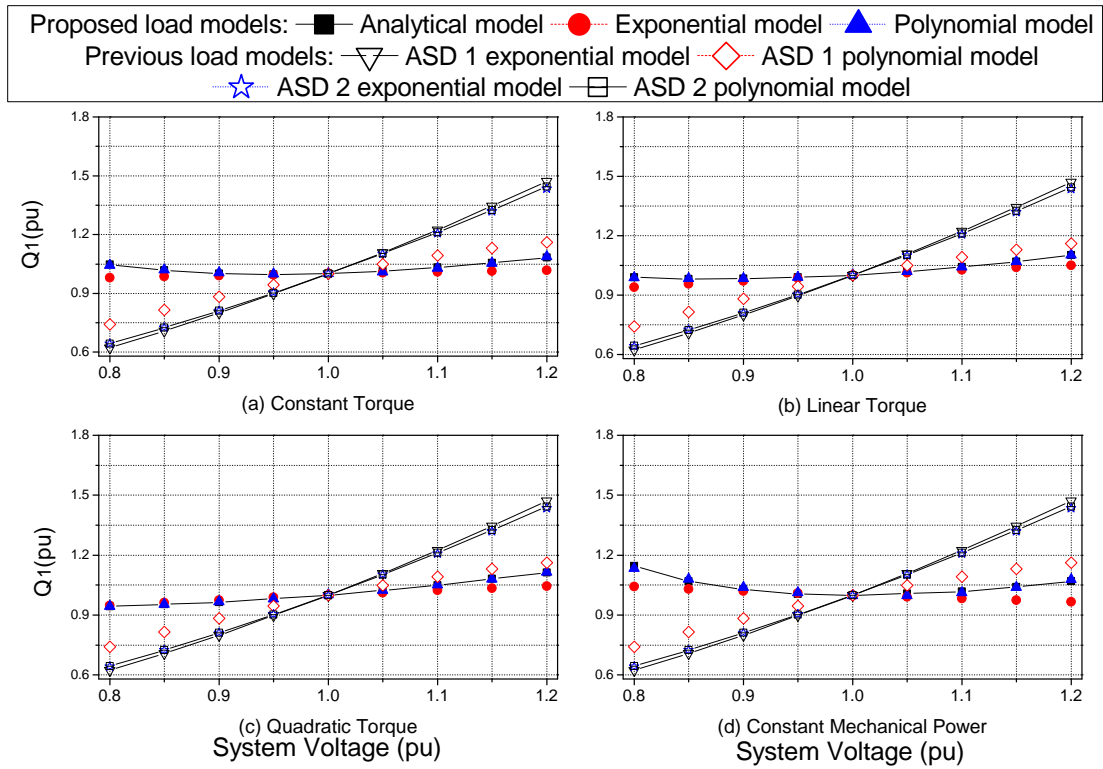 Proposed load models: Analytical model Exponential model Polynomial model
Previous load models: ASD 1 exponential model ASD 1 polynomial model
ASD 2 exponential model ASD 2 polynomial model
1.8
1.5
1.2
0.9
0.6
Q1(pu)
0.8 0.9 1.0 1.1 1.2
(a) Constant Torque
1.8
1.5
1.2
0.9
0.6
0.8 0.9 1.0 1.1 1.2
(b) Linear Torque
1.8
1.5
1.2
0.9
0.6
Q1(pu)
0.8 0.9 1.0 1.1 1.2
(c) Quadratic Torque
System Voltage (pu)
1.8
1.5
1.2
0.9
0.6
0.8 0.9 1.0 1.1 1.2
(d) Constant Mechanical Power
System Voltage (pu)